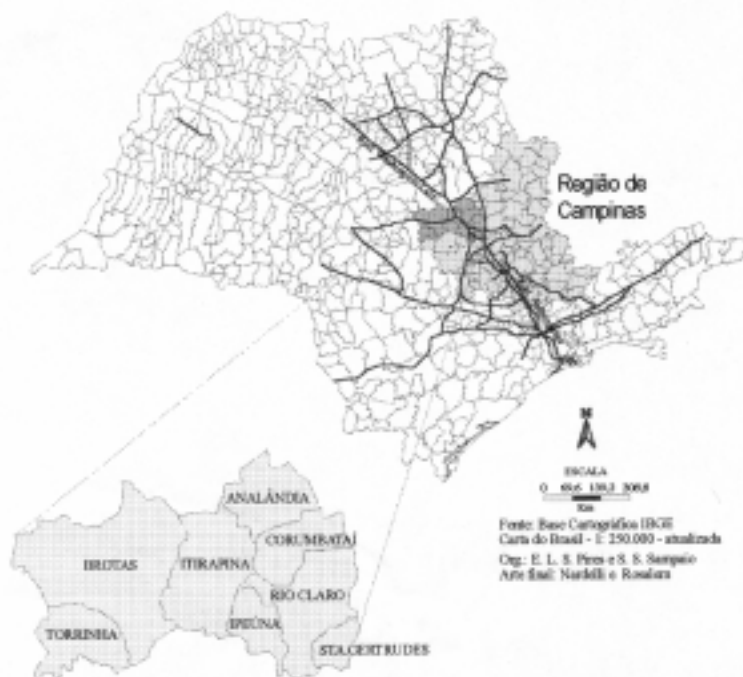 Região de
Campinas
N
ESCALA
0
Km
Fonte: Base Cartográfica IBGE
Carta do Brasil - 1: 250.000 - atualizada
Org.: E. L. S. Pires e S. S. Sampaio
Arte final: Nardelli e Rosalem
ANALÂNDIA
CORUMBATAÍ
BROTAS
ITIRAPINA
RIO CLARO
IPEÚNA
TORRINHA
STA.GERTRUDES